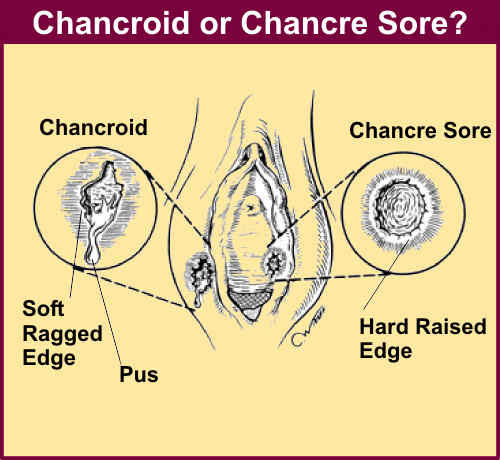 Chancroid or Chancre Sore?
Chancroid
Chancre Sore
Soft
Ragged
Edge
Pus
Hard Raised
Edge